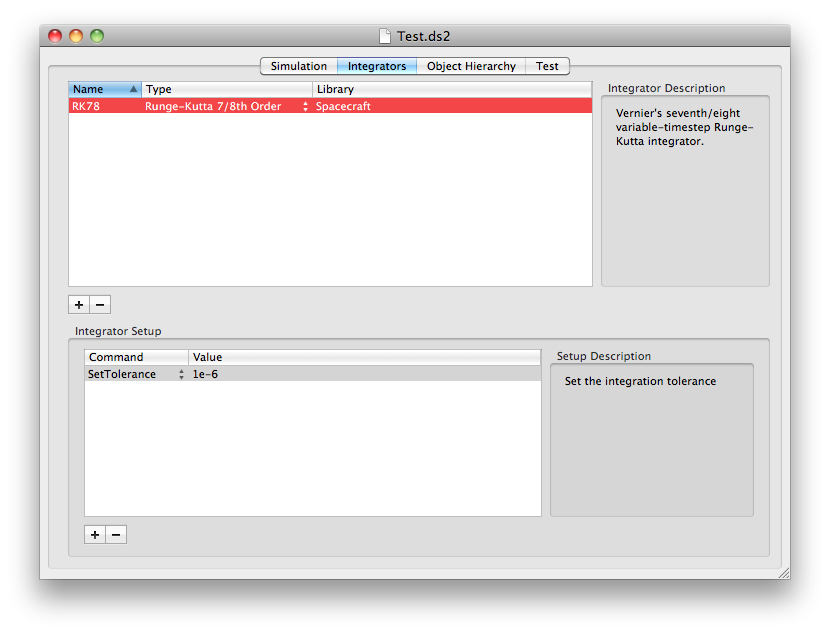 Test.ds2
Simulation Integrators Object Hierarchy Test
Name Type Library
RK78 Runge-Kutta 7/8th Order Spacecraft
Integrator Description
Vernier's seventh/eight
variable-timestep Runge-
Kutta integrator.
+ −
Integrator Setup
Command Value
SetTolerance 1e-6
Setup Description
Set the integration tolerance
+ −